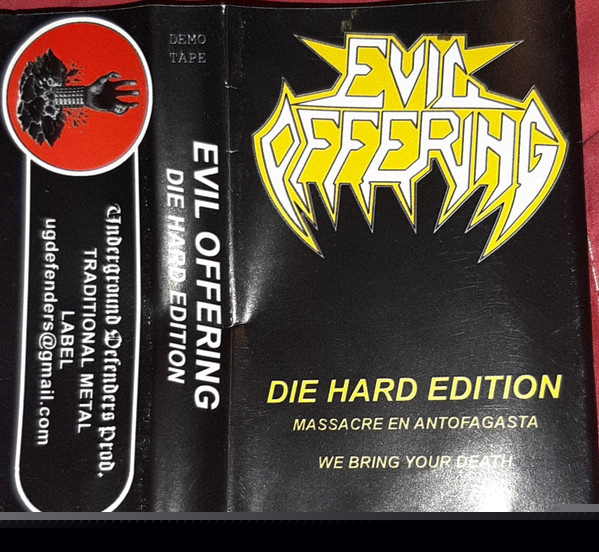 Underground Defenders Prod.
TRADITIONAL METAL
LABEL
ugdefenders@gmail.com
DEMO
TAPE
EVIL OFFERING
DIE HARD EDITION
EVIL
OFFERING
DIE HARD EDITION
MASSACRE EN ANTOFAGASTA
WE BRING YOUR DEATH